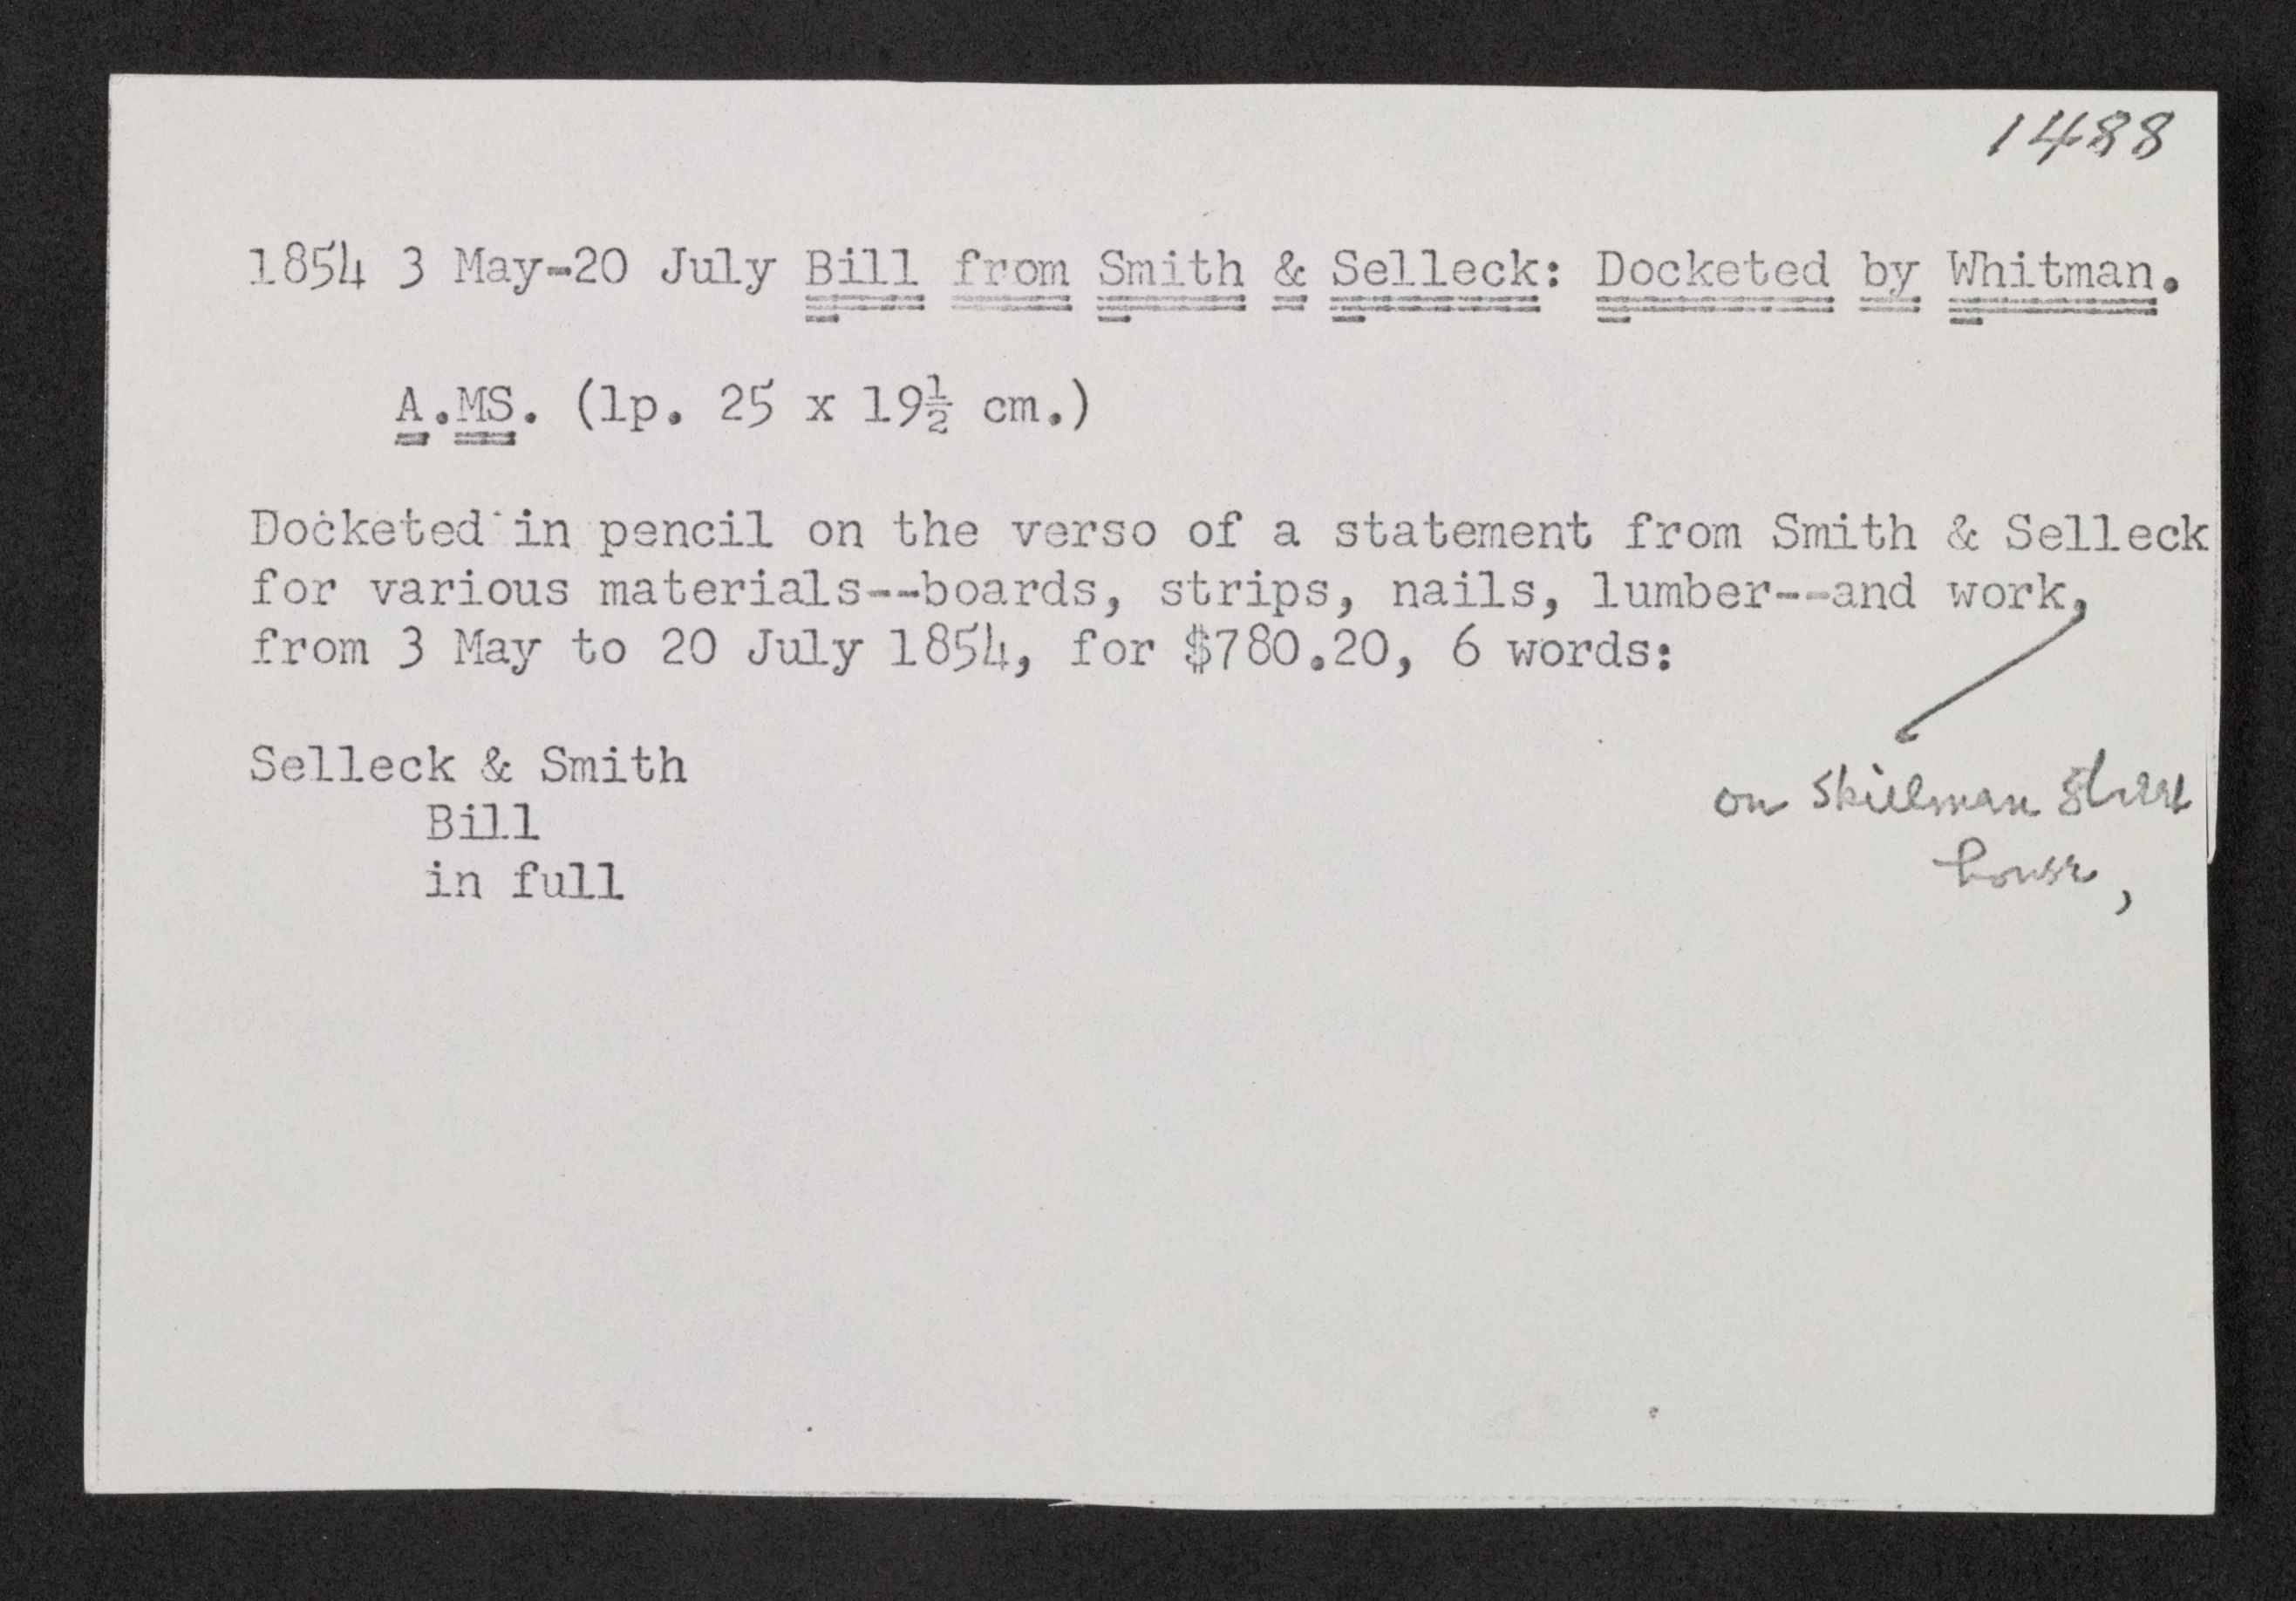 1488
1854 3 May-20 July Bill from Smith & Selleck: Docketed by Whitman.
A.MS. (1p. 25 x 19½ cm.)
Docketed in pencil on the verso of a statement from Smith & Selleck
for various materials--boards, strips, nails, lumber--and work,
from 3 May to 20 July 1854, for $780.20, 6 words:
Selleck & Smith
Bill
in full
on Skillman Street
house,